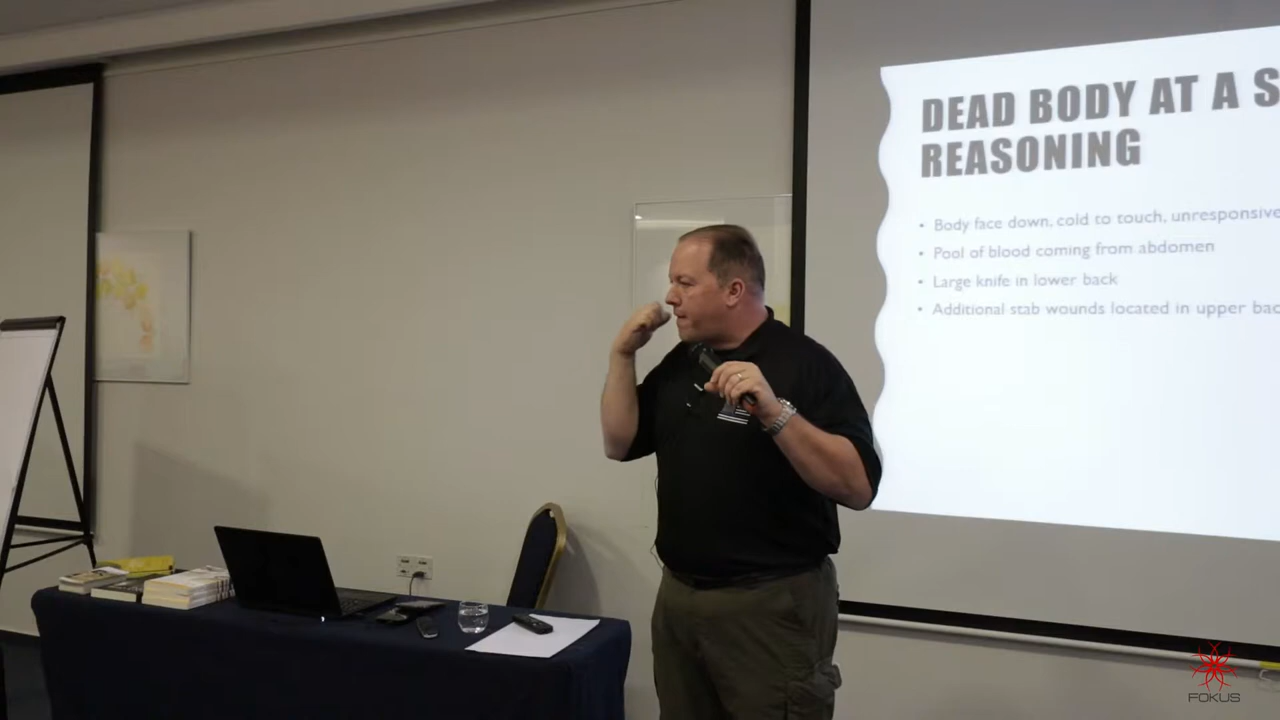 DEAD BODY AT A S
REASONING
• Body face down, cold to touch, unresponsive
• Pool of blood coming from abdomen
• Large knife in lower back
• Additional stab wounds located in upper bac
FOKUS